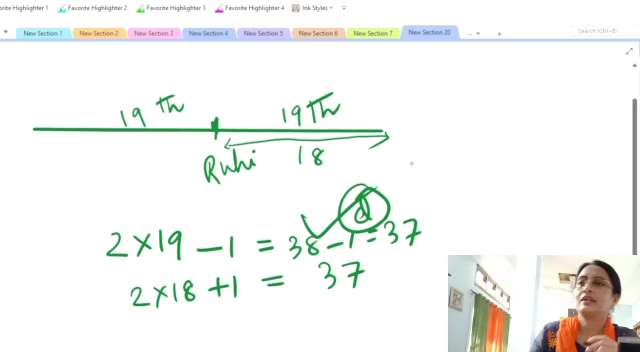 orite Highlighter 1 Favorite Highlighter 2 Favorite Highlighter 3 Favorite Highlighter 4 Ink Styles
New Section 1 New Section 2 New Section 3 New Section 4 New Section 5 New Section 6 New Section 7 New Section 20 Search (Ctrl+E)
19 th 19 Th
Ruhi 18
d
2 × 19 - 1 = 38 - 1 = 37
2 × 18 + 1 = 37